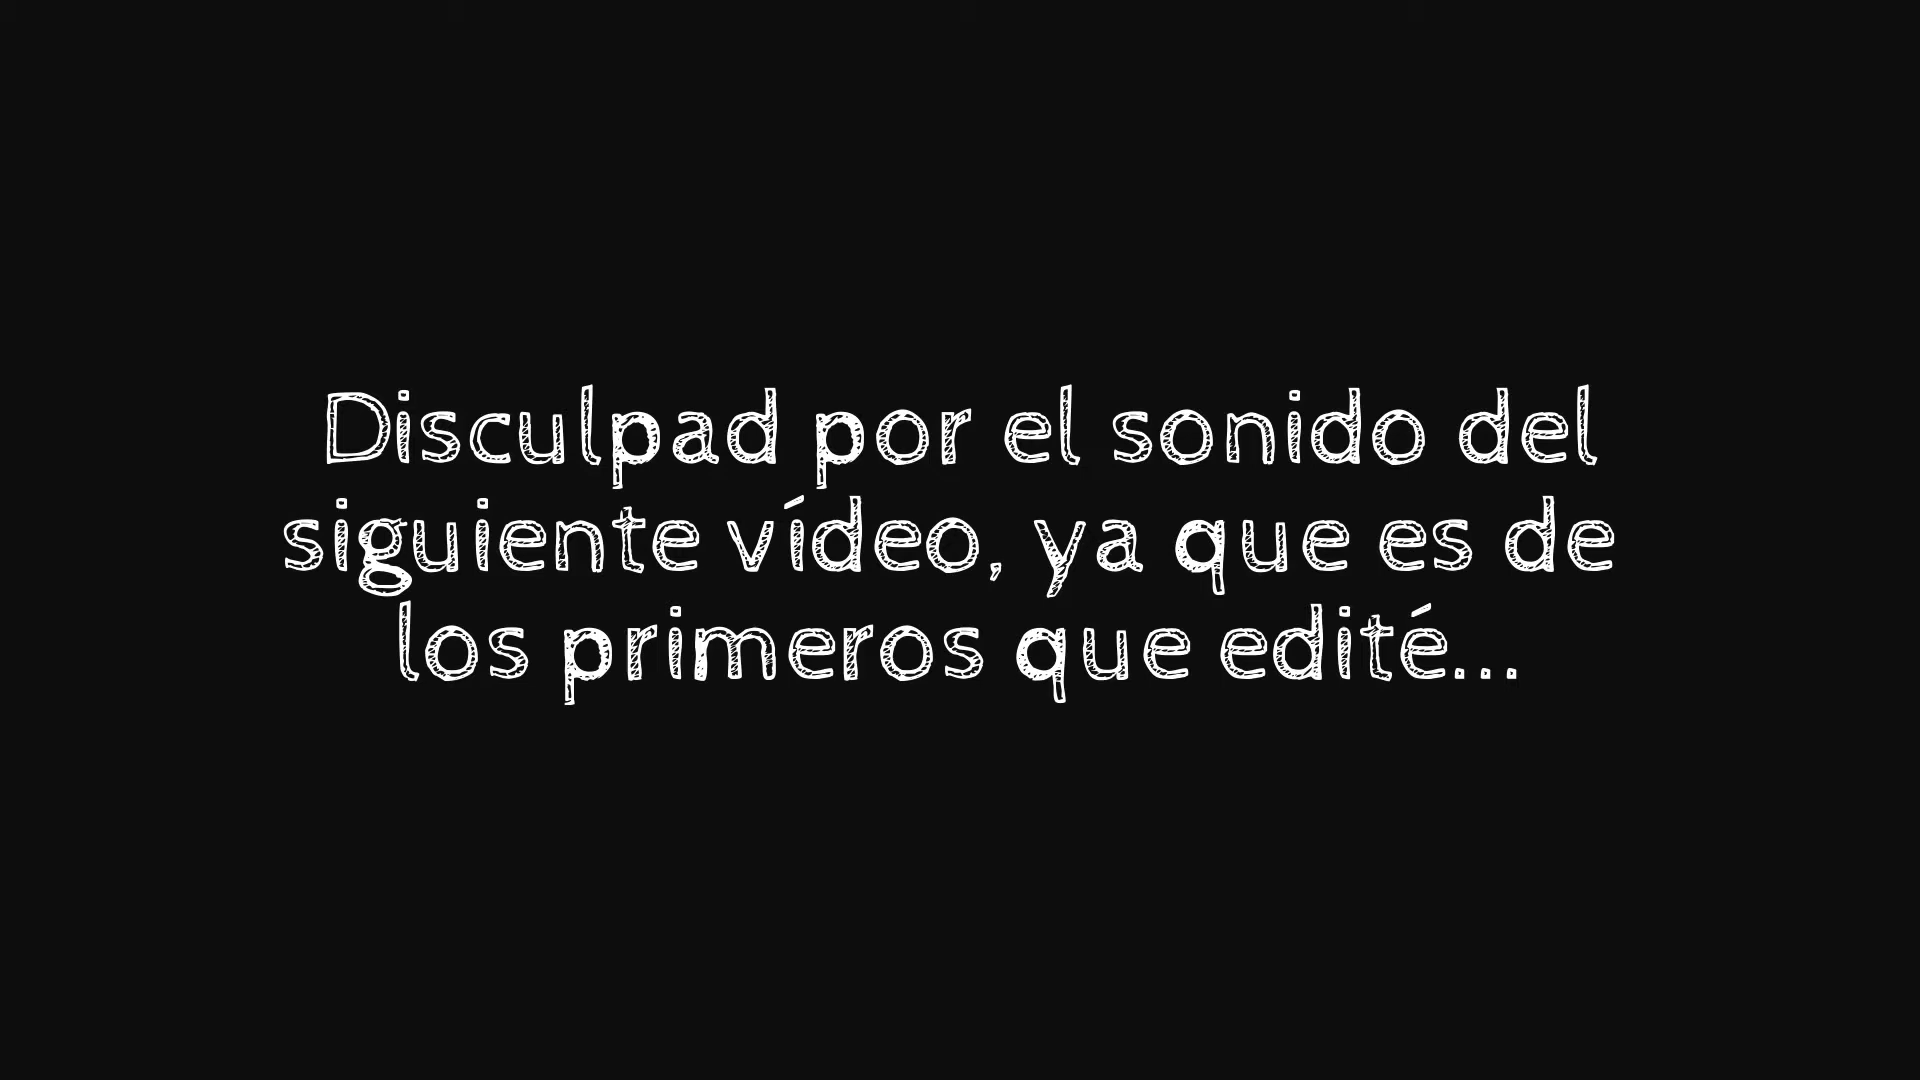 Disculpad por el sonido del
siguiente vídeo, ya que es de
los primeros que edité...